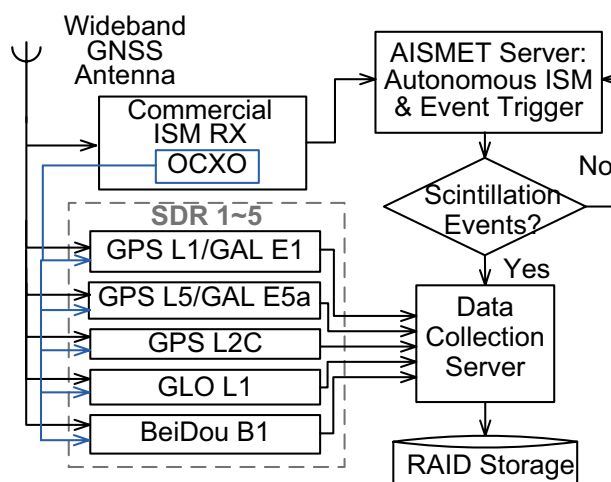 Wideband
GNSS
Antenna
Commercial
ISM RX
OCXO
AISMET Server:
Autonomous ISM
& Event Trigger
No
Scintillation
Events?
Yes
SDR 1~5
GPS L1/GAL E1
GPS L5/GAL E5a
GPS L2C
GLO L1
BeiDou B1
Data
Collection
Server
RAID Storage